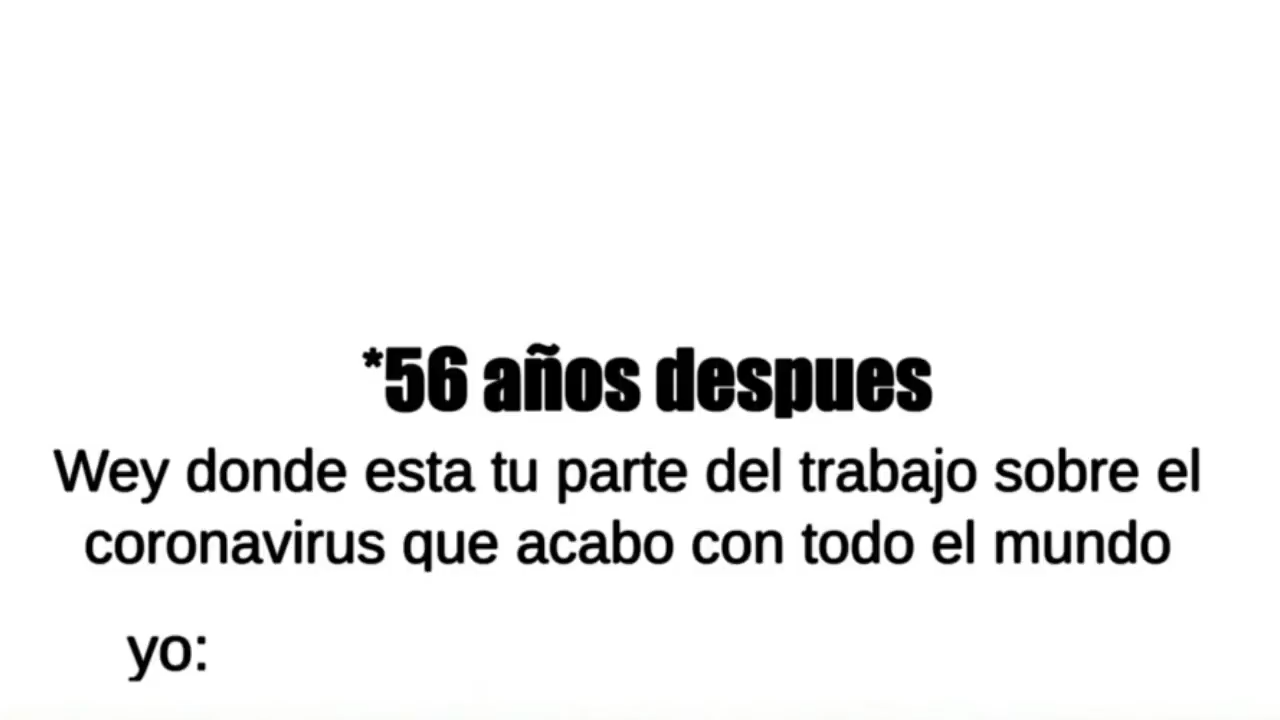 *56 años despues
Wey donde esta tu parte del trabajo sobre el
coronavirus que acabo con todo el mundo
yo: